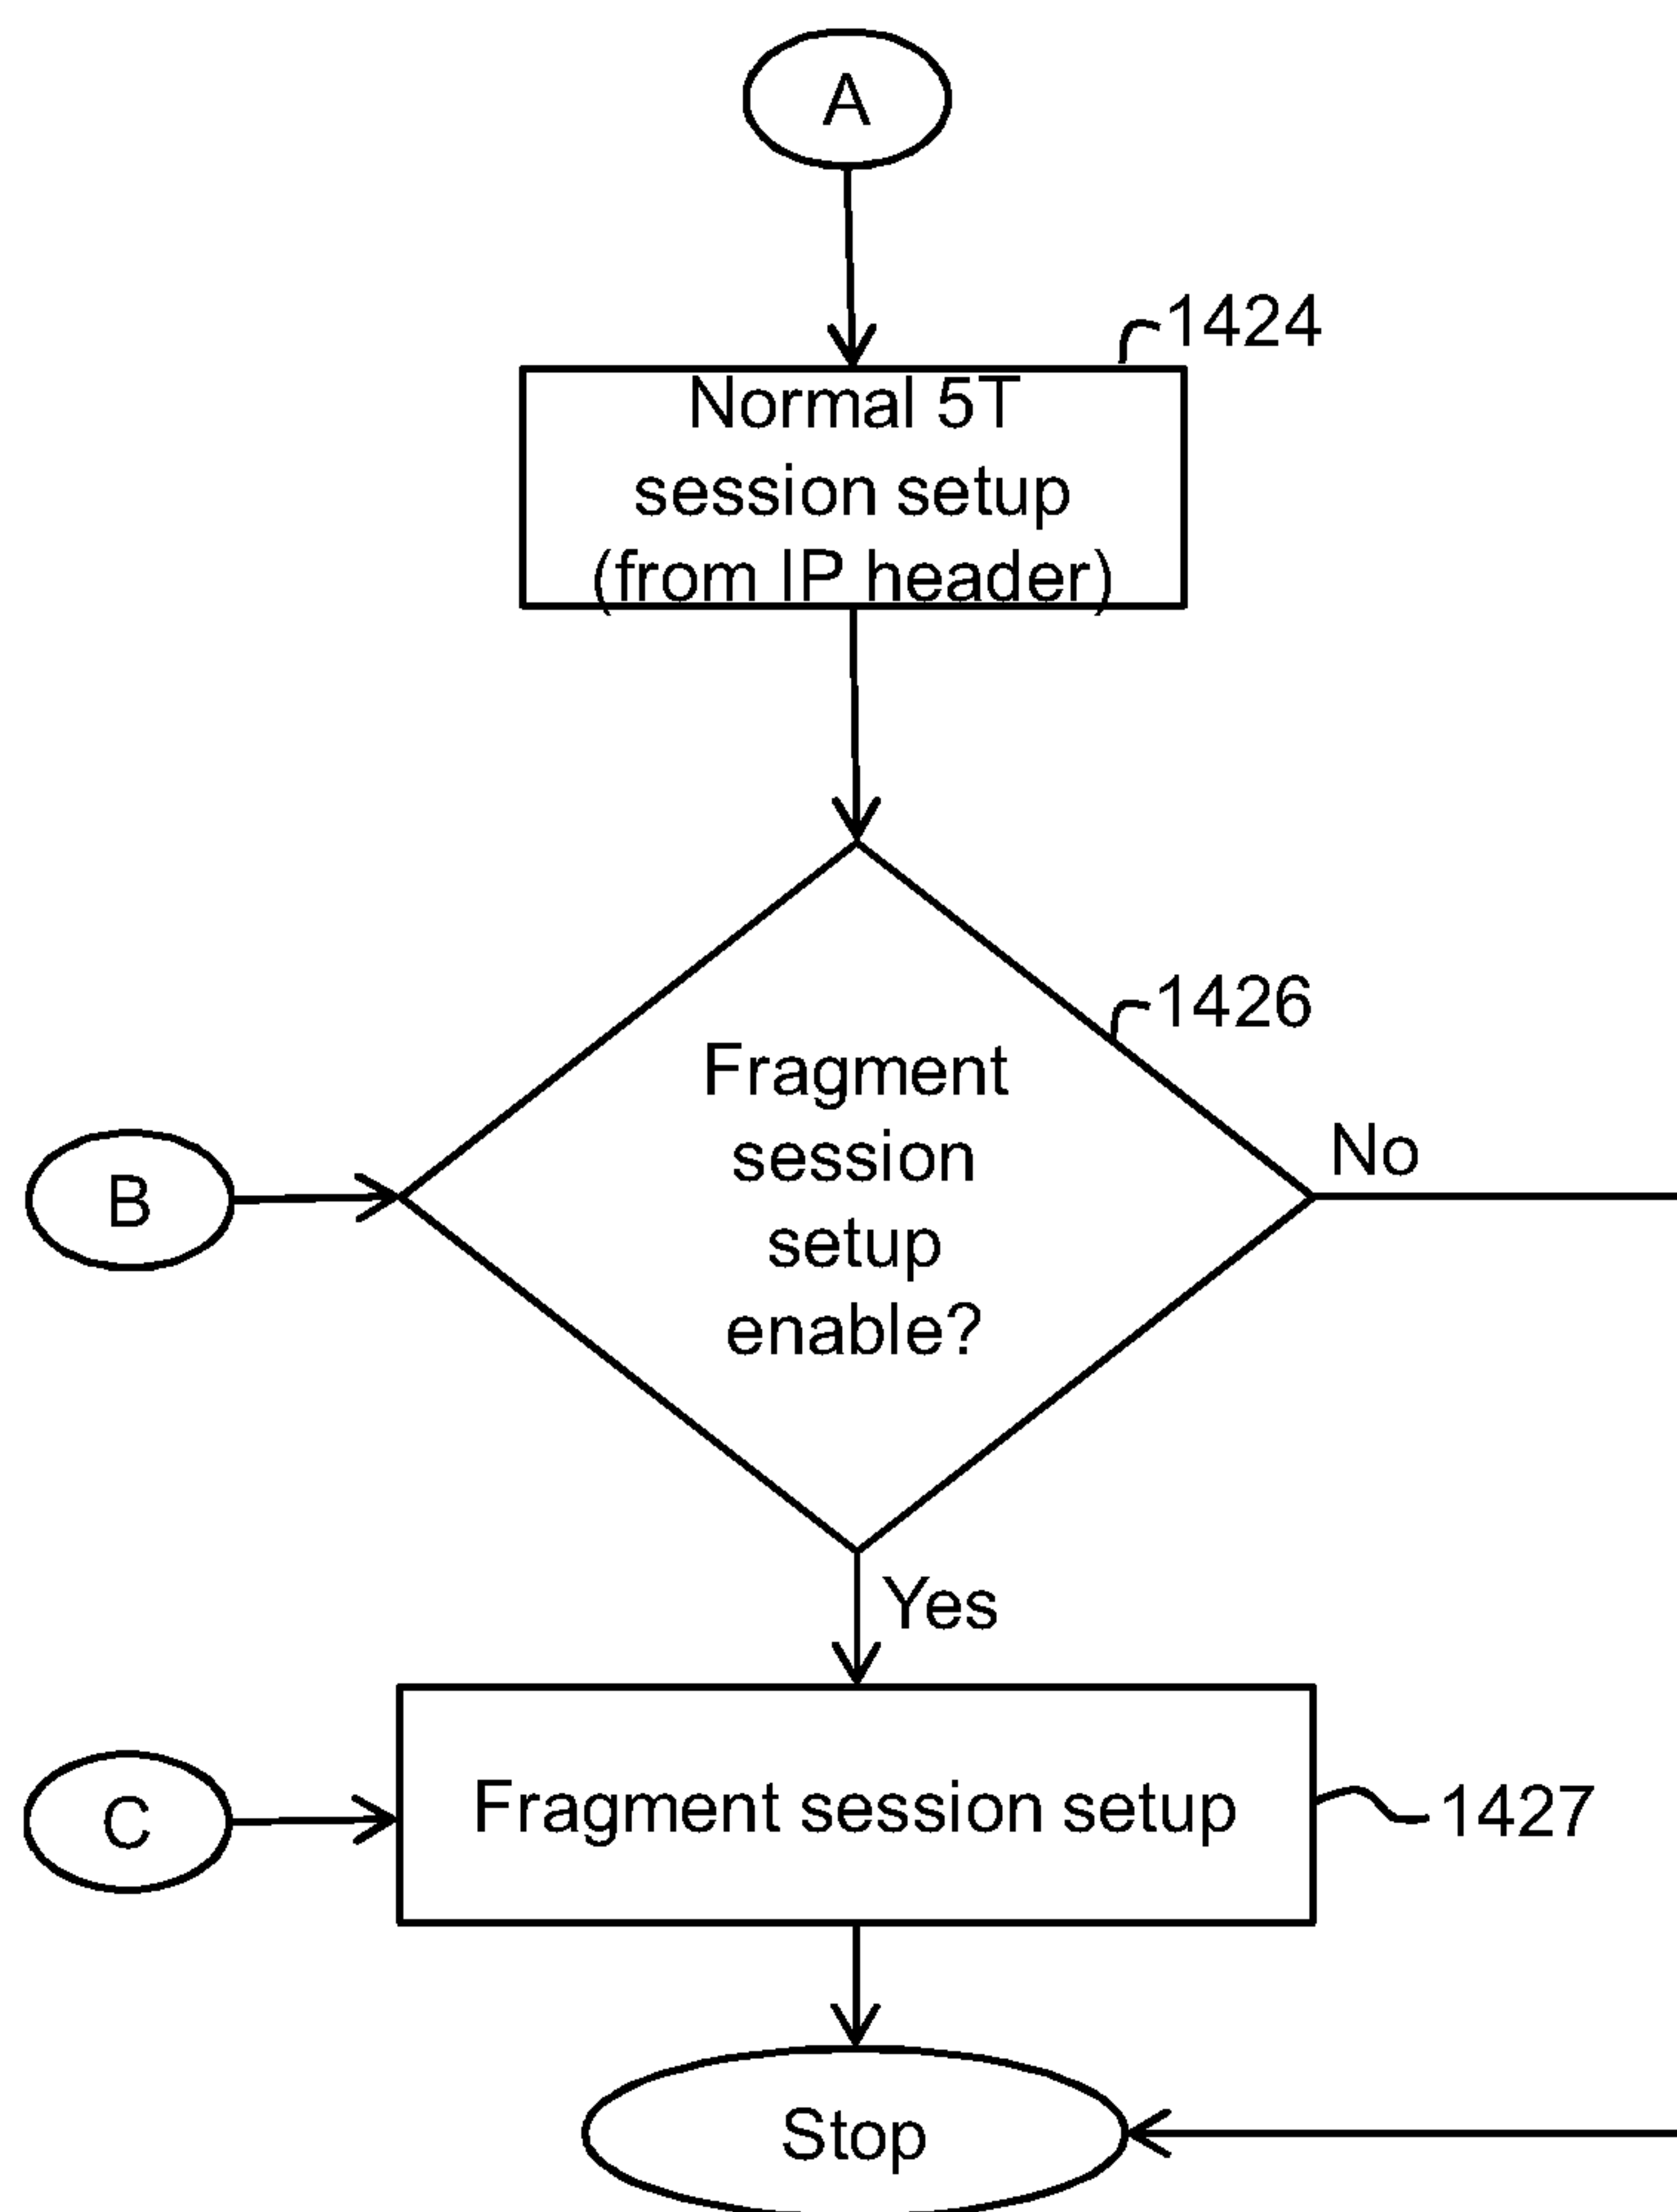 A
1424
Normal 5T
session setup
(from IP header)
1426
Fragment
session
setup
enable?
No
B
Yes
Fragment session setup
1427
C
Stop